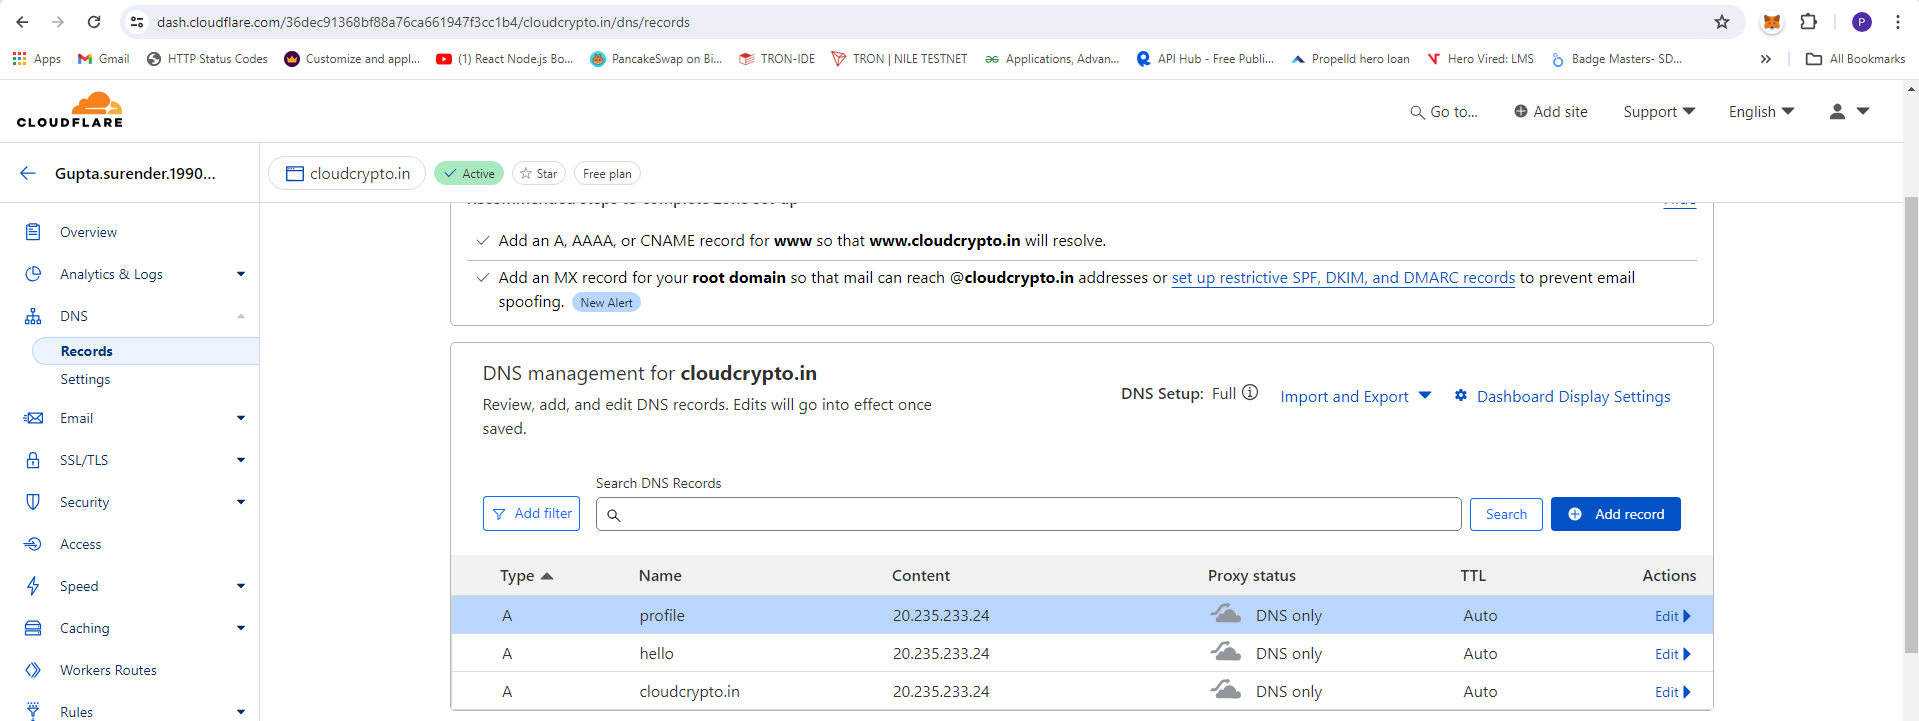 dash.cloudflare.com/36dec91368bf88a76ca661947f3cc1b4/cloudcrypto.in/dns/records
P
Apps Gmail HTTP Status Codes Customize and appl... (1) React Node.js Bo... PancakeSwap on Bi... TRON-IDE TRON | NILE TESTNET Applications, Advan... API Hub - Free Publi... Propelld hero loan Hero Vired: LMS Badge Masters- SD... » All Bookmarks
CLOUDFLARE
Go to... Add site Support English
Gupta.surender.1990... cloudcrypto.in Active Star Free plan
Recommended steps to complete zone set-up Hide
Add an A, AAAA, or CNAME record for www so that www.cloudcrypto.in will resolve.
Add an MX record for your root domain so that mail can reach @cloudcrypto.in addresses or set up restrictive SPF, DKIM, and DMARC records to prevent email
spoofing. New Alert
Overview
Analytics & Logs
DNS
Records
Settings
Email
SSL/TLS
Security
Access
Speed
Caching
Workers Routes
Rules
DNS management for cloudcrypto.in
Review, add, and edit DNS records. Edits will go into effect once
saved.
DNS Setup: Full Import and Export Dashboard Display Settings
Search DNS Records
Add filter Search Add record
Type Name Content Proxy status TTL Actions
A profile 20.235.233.24 DNS only Auto Edit
A hello 20.235.233.24 DNS only Auto Edit
A cloudcrypto.in 20.235.233.24 DNS only Auto Edit